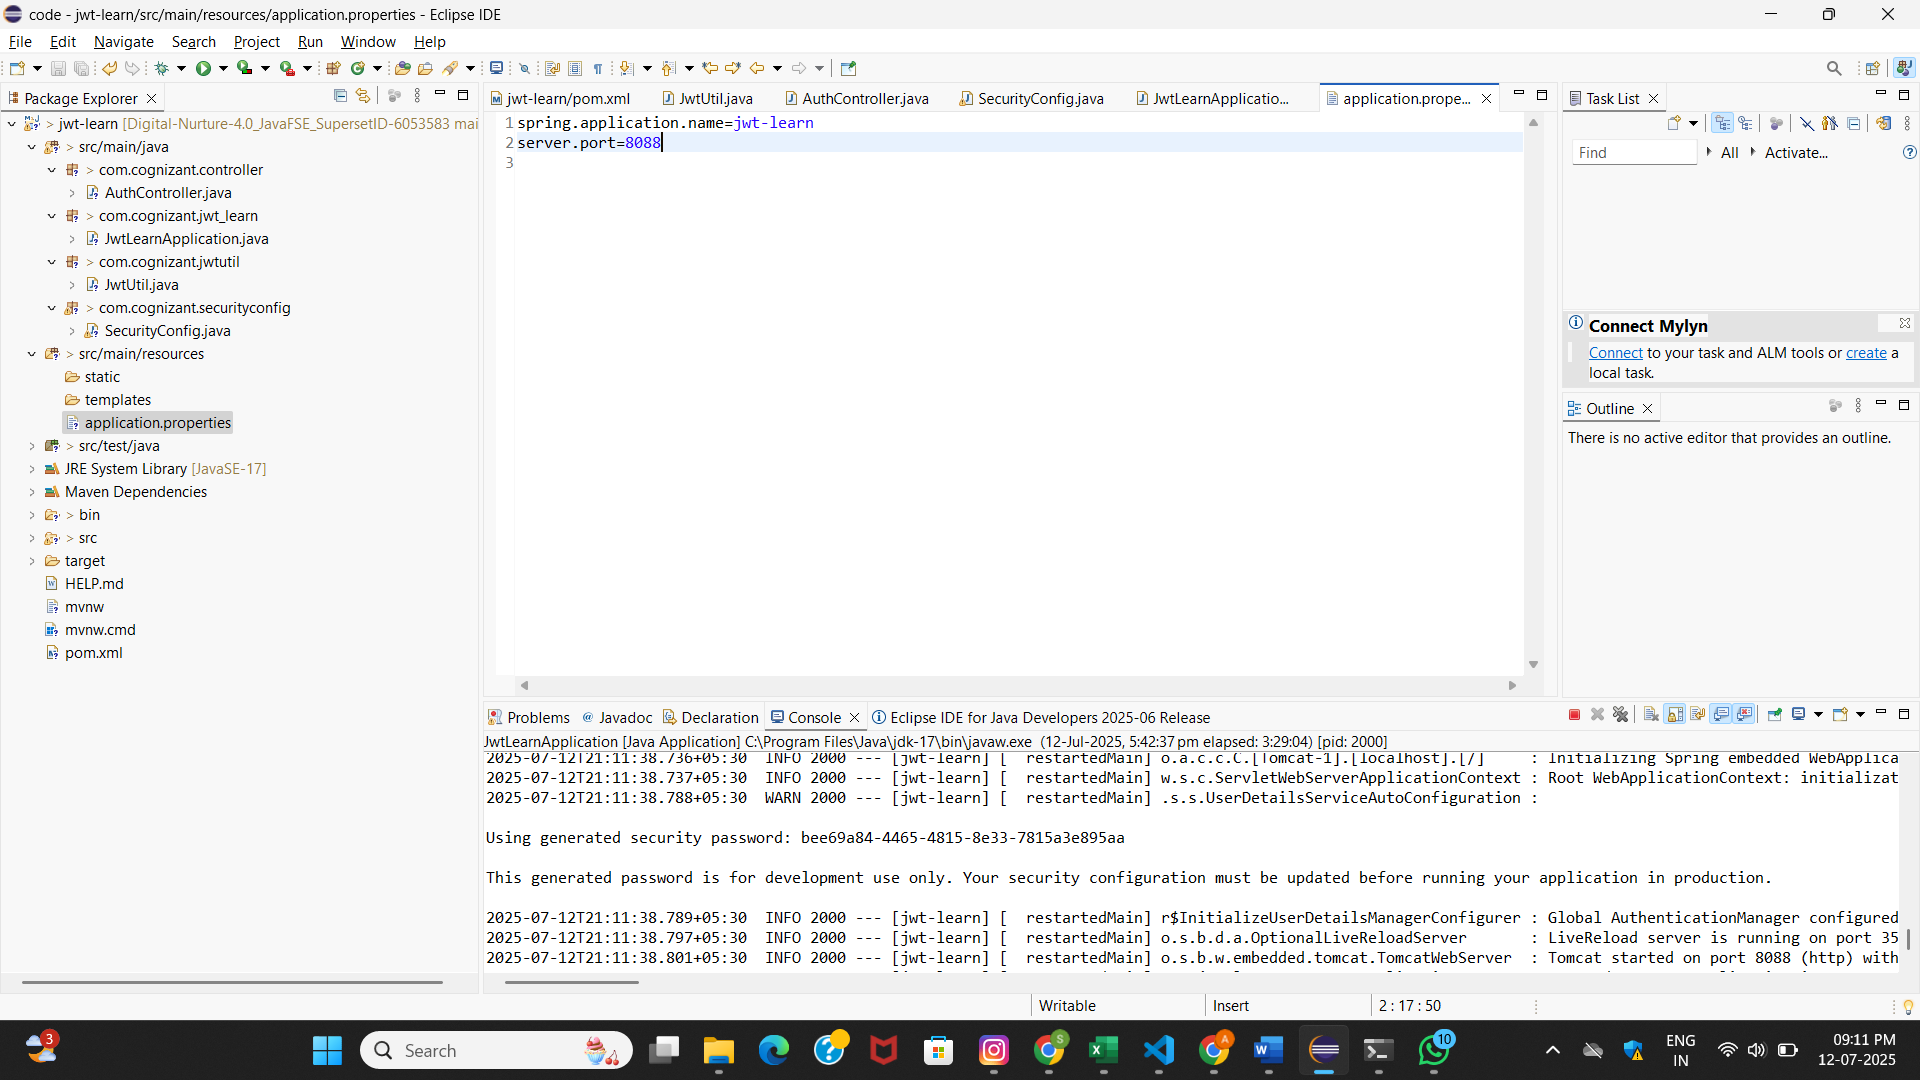 code - jwt-learn/src/main/resources/application.properties - Eclipse IDE
File Edit Navigate Search Project Run Window Help
Package Explorer
> jwt-learn [Digital-Nurture-4.0_JavaFSE_SupersetID-6053583 mai
> src/main/java
> com.cognizant.controller
AuthController.java
> com.cognizant.jwt_learn
JwtLearnApplication.java
> com.cognizant.jwtutil
JwtUtil.java
> com.cognizant.securityconfig
SecurityConfig.java
> src/main/resources
static
templates
application.properties
> src/test/java
JRE System Library [JavaSE-17]
Maven Dependencies
> bin
> src
target
HELP.md
mvnw
mvnw.cmd
pom.xml
jwt-learn/pom.xml JwtUtil.java AuthController.java SecurityConfig.java JwtLearnApplicatio... application.prope...
1 spring.application.name=jwt-learn
2 server.port=8088
3
Task List
Find All Activate...
Connect Mylyn
Connect to your task and ALM tools or create a
local task.
Outline
There is no active editor that provides an outline.
Problems @ Javadoc Declaration Console Eclipse IDE for Java Developers 2025-06 Release
JwtLearnApplication [Java Application] C:\Program Files\Java\jdk-17\bin\javaw.exe (12-Jul-2025, 5:42:37 pm elapsed: 3:29:04) [pid: 2000]
2025-07-12T21:11:38.736+05:30 INFO 2000 --- [jwt-learn] [ restartedMain] o.a.c.c.C.[Tomcat-1].[localhost].[/] : Initializing Spring embedded WebApplica
2025-07-12T21:11:38.737+05:30 INFO 2000 --- [jwt-learn] [ restartedMain] w.s.c.ServletWebServerApplicationContext : Root WebApplicationContext: initializat
2025-07-12T21:11:38.788+05:30 WARN 2000 --- [jwt-learn] [ restartedMain] .s.s.UserDetailsServiceAutoConfiguration :
Using generated security password: bee69a84-4465-4815-8e33-7815a3e895aa
This generated password is for development use only. Your security configuration must be updated before running your application in production.
2025-07-12T21:11:38.789+05:30 INFO 2000 --- [jwt-learn] [ restartedMain] r$InitializeUserDetailsManagerConfigurer : Global AuthenticationManager configured
2025-07-12T21:11:38.797+05:30 INFO 2000 --- [jwt-learn] [ restartedMain] o.s.b.d.a.OptionalLiveReloadServer : LiveReload server is running on port 35
2025-07-12T21:11:38.801+05:30 INFO 2000 --- [jwt-learn] [ restartedMain] o.s.b.w.embedded.tomcat.TomcatWebServer : Tomcat started on port 8088 (http) with
Writable Insert 2 : 17 : 50
3 Search S A 10 ENG IN 09:11 PM
12-07-2025